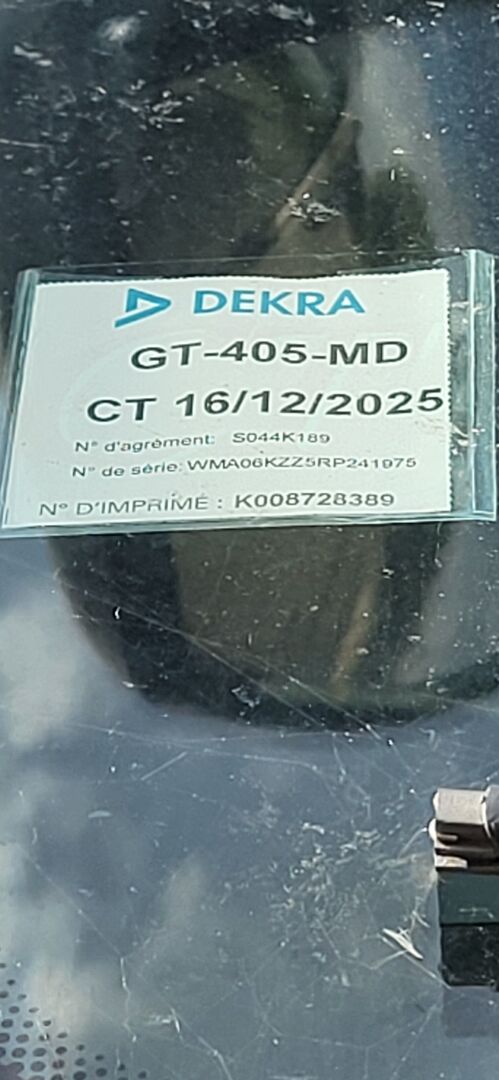 DEKRA
GT-405-MD
CT 16/12/2025
N° d'agrément: S044K189
N° de série: WMA06KZZ5RP241975
N° D'IMPRIMÉ : K008728389